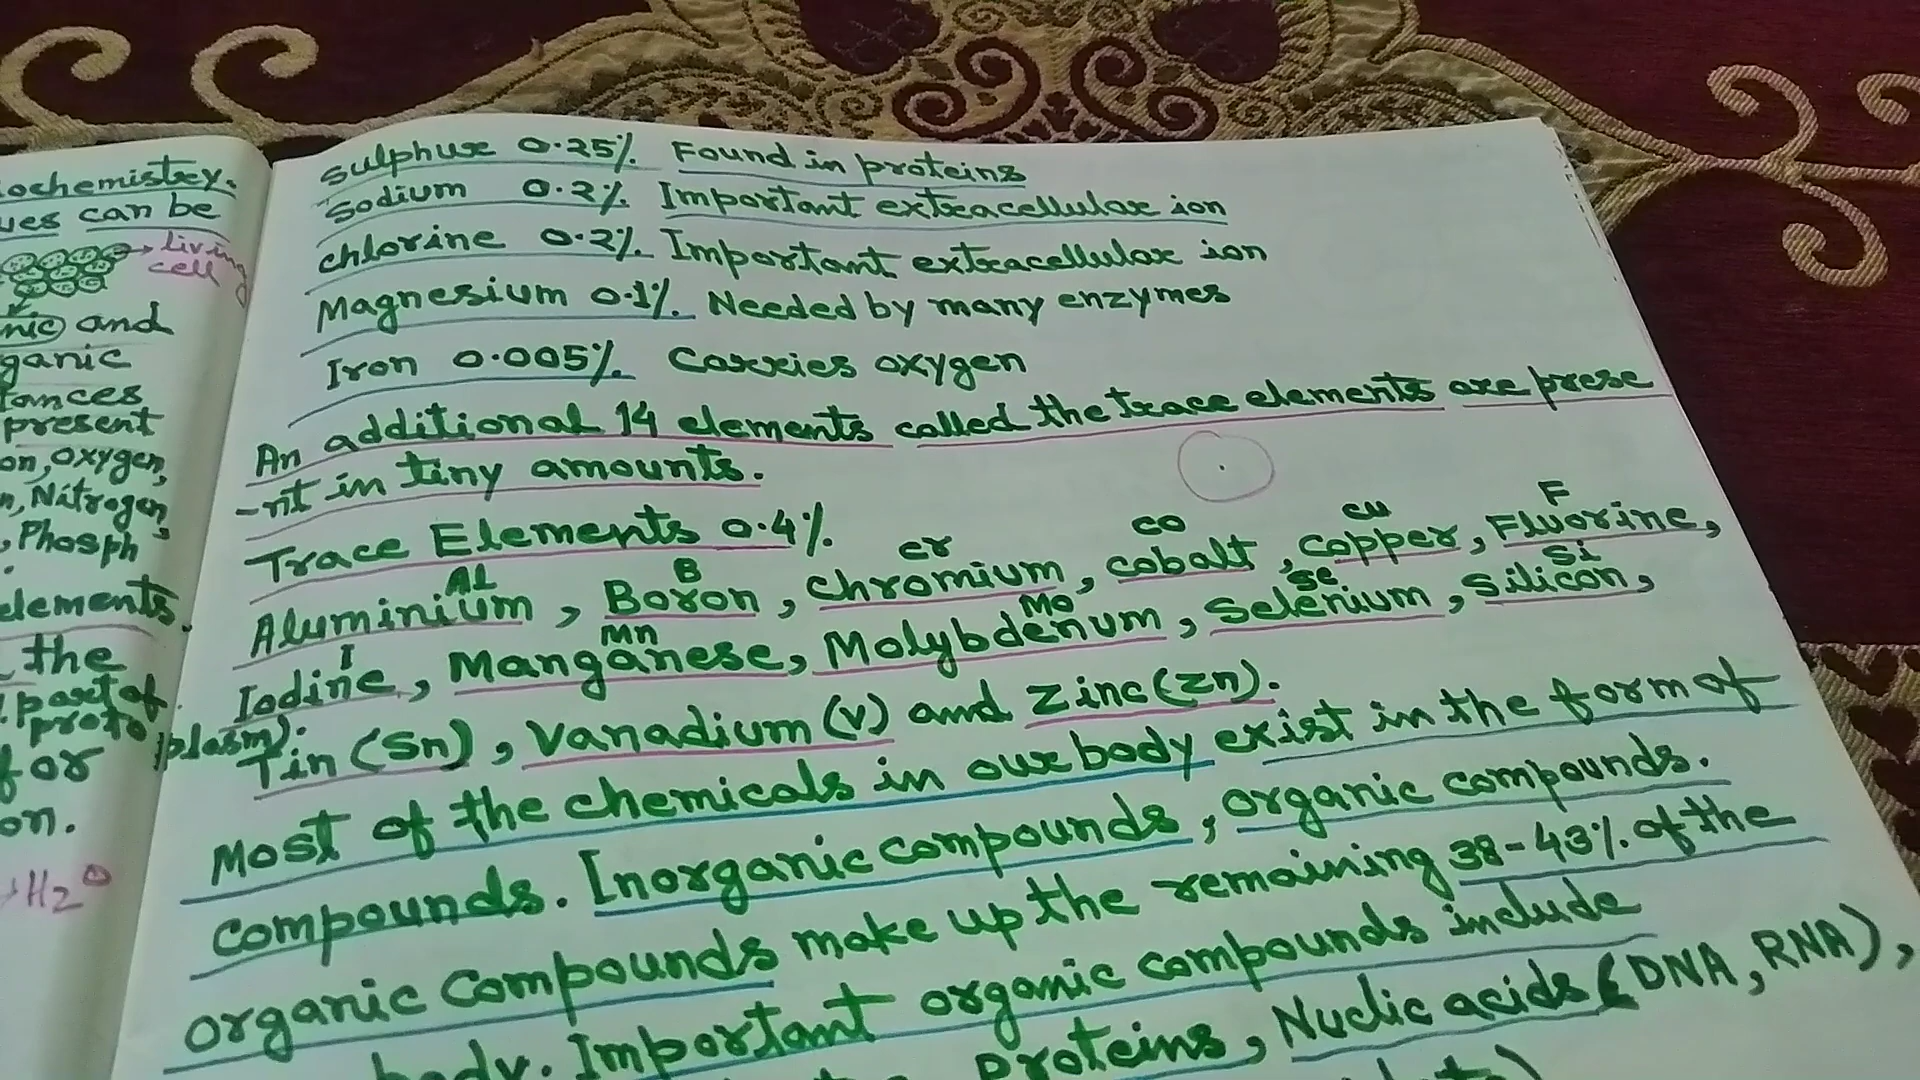 ochemistry.
ues can be
living
cell
nic and
ganic
tances
present
on, oxygen,
n, Nitrogen,
, Phosph
elements.
the
part of
proto plasm).
for
on.
H2O
Sulphur 0.25%. Found in proteins
Sodium 0.2%. Important extracellular ion
chlorine 0.2%. Important extracellular ion
Magnesium 0.1%. Needed by many enzymes
Iron 0.005%. Carries oxygen
An additional 14 elements called the trace elements are prese
-nt in tiny amounts.
Trace Elements 0.4%.
Al B Cr Co Cu F
Aluminium, Boron, chromium, cobalt, copper, Fluorine,
I Mn Mo Se Si
Iodine, Manganese, Molybdenum, Selenium, Silicon,
Tin (Sn), Vanadium (V) and Zinc (Zn).
Most of the chemicals in our body exist in the form of
compounds. Inorganic compounds, organic compounds.
organic compounds make up the remaining 38-43%. of the
body. Important organic compounds include
Proteins, Nuclic acids (DNA, RNA),